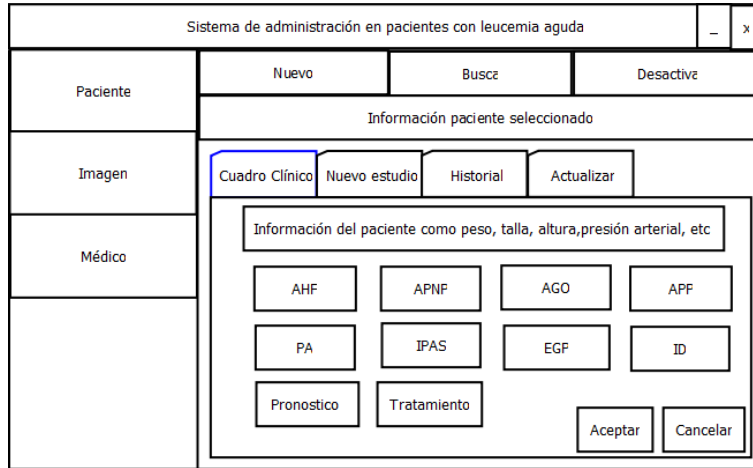 Sistema de administración en pacientes con leucemia aguda _ x
Paciente
Nuevo
Busca
Desactiva
Información paciente seleccionado
Imagen
Médico
Cuadro Clínico
Nuevo estudio
Historial
Actualizar
Información del paciente como peso, talla, altura,presión arterial, etc
AHF
APNF
AGO
APF
PA
IPAS
EGF
ID
Pronostico
Tratamiento
Aceptar
Cancelar